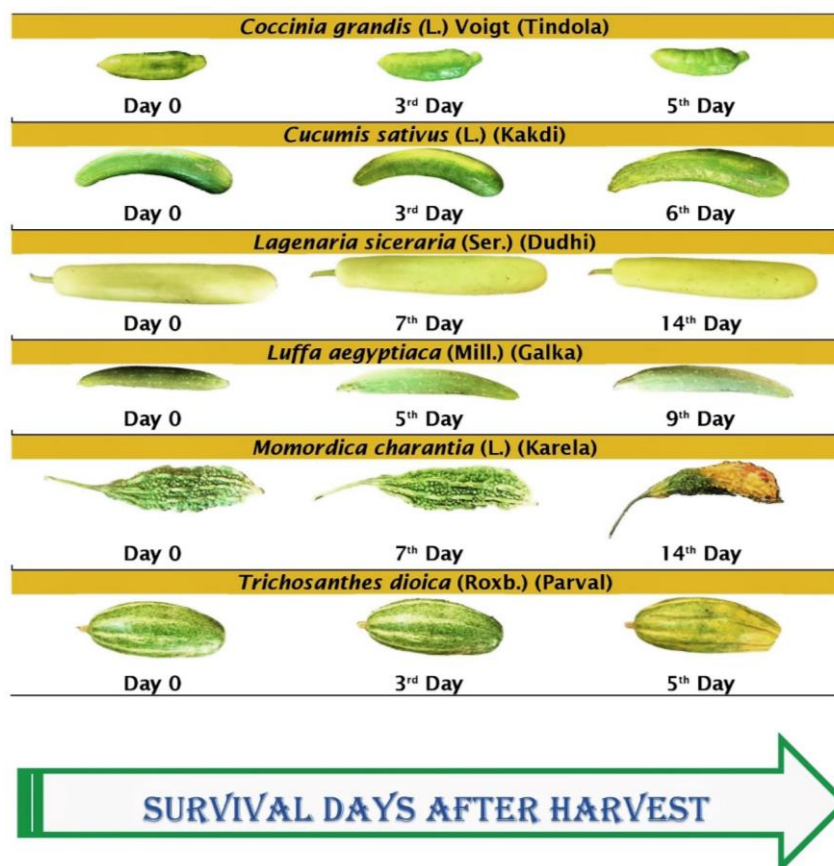 Coccinia grandis (L.) Voigt (Tindola)
Day 0 3rd Day 5th Day
Cucumis sativus (L.) (Kakdi)
Day 0 3rd Day 6th Day
Lagenaria siceraria (Ser.) (Dudhi)
Day 0 7th Day 14th Day
Luffa aegyptiaca (Mill.) (Galka)
Day 0 5th Day 9th Day
Momordica charantia (L.) (Karela)
Day 0 7th Day 14th Day
Trichosanthes dioica (Roxb.) (Parval)
Day 0 3rd Day 5th Day
SURVIVAL DAYS AFTER HARVEST